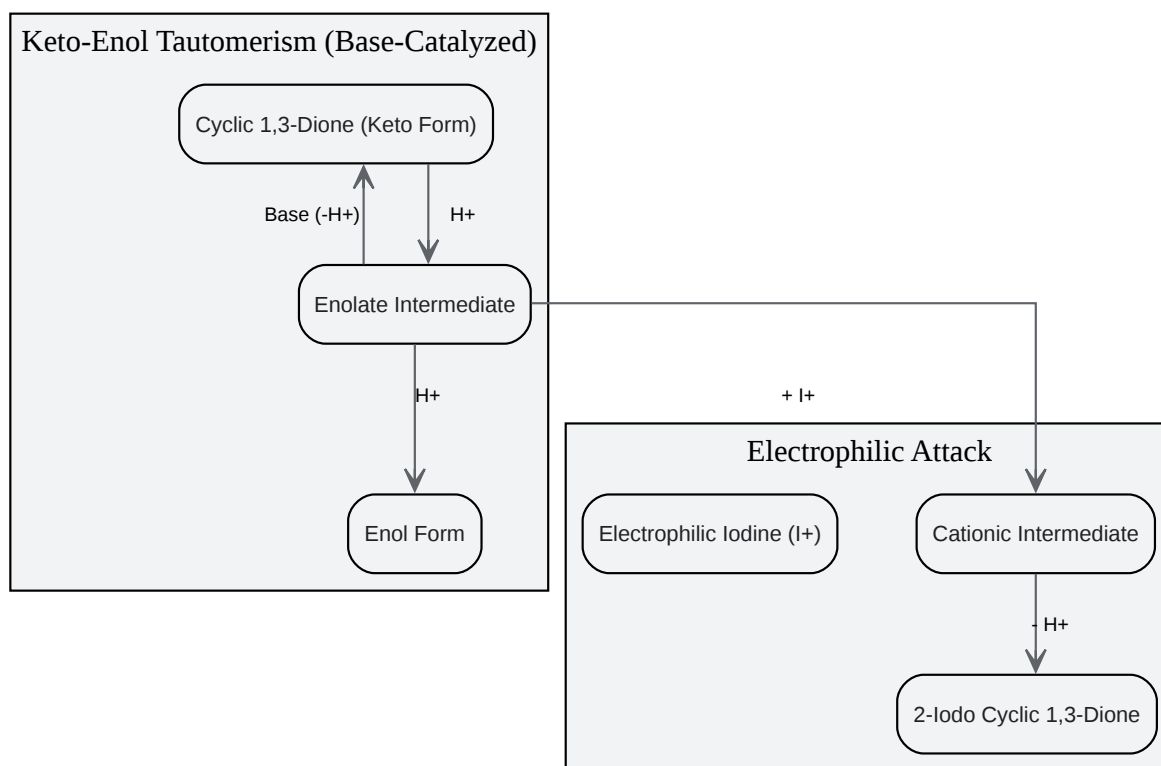 Keto-Enol Tautomerism (Base-Catalyzed)
Cyclic 1,3-Dione (Keto Form)
Base (-H+)
H+
Enolate Intermediate
H+
+ I+
Electrophilic Attack
Enol Form
Electrophilic Iodine (I+)
Cationic Intermediate
- H+
2-Iodo Cyclic 1,3-Dione